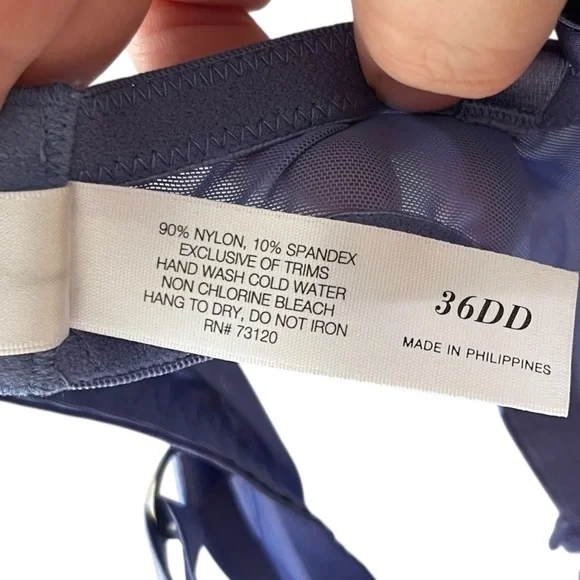 90% NYLON, 10% SPANDEX
EXCLUSIVE OF TRIMS
HAND WASH COLD WATER
NON CHLORINE BLEACH
HANG TO DRY, DO NOT IRON
RN# 73120
36DD
MADE IN PHILIPPINES